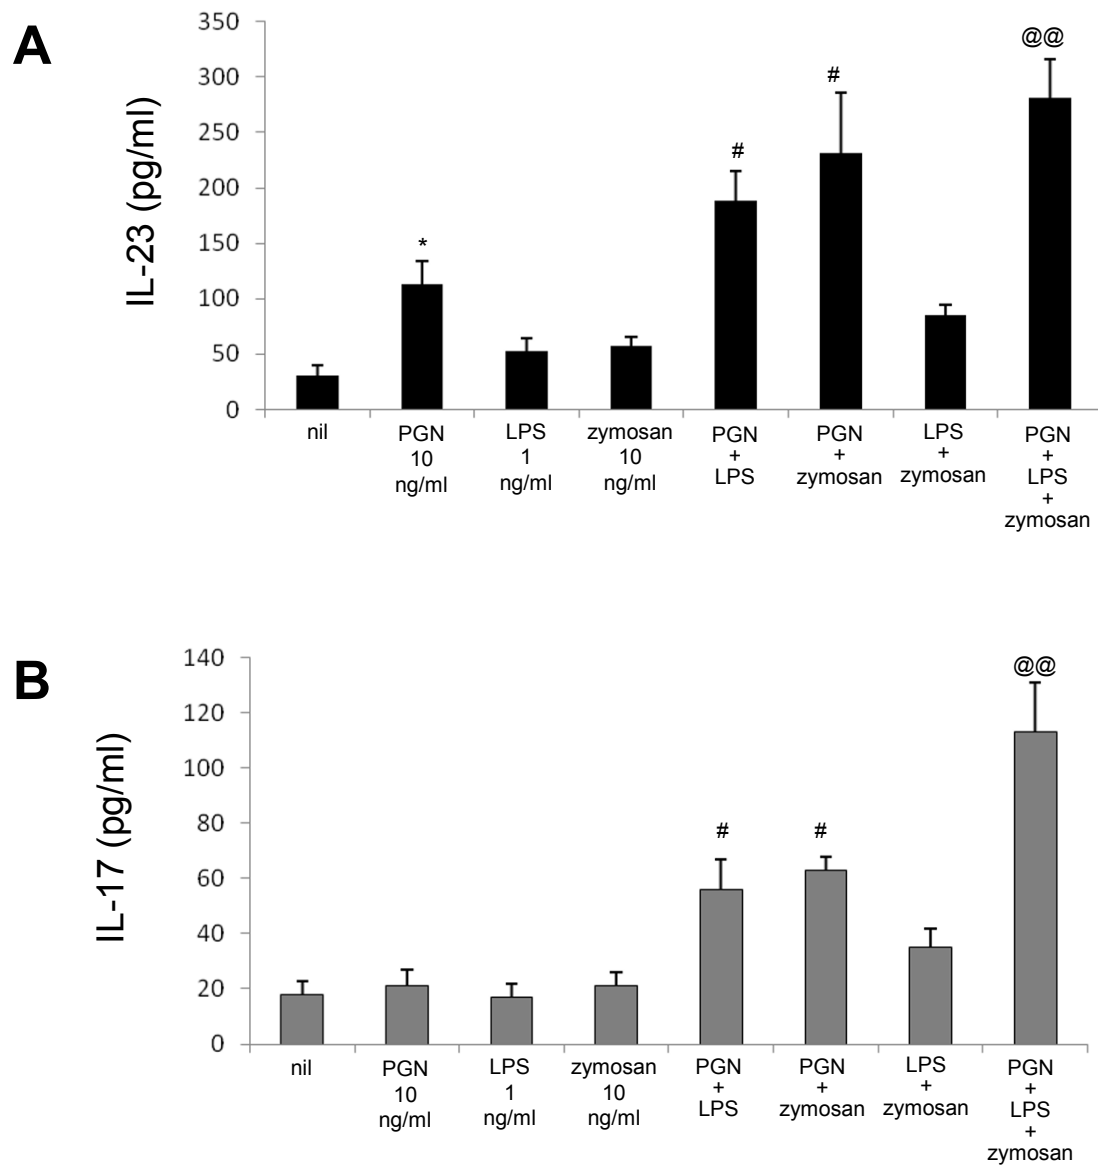 A
IL-23 (pg/ml)
350
300
250
200
150
100
50
0
*
#
#
@@
nil
PGN
10
ng/ml
LPS
1
ng/ml
zymosan
10
ng/ml
PGN
+
LPS
PGN
+
zymosan
LPS
+
zymosan
PGN
+
LPS
+
zymosan
B
IL-17 (pg/ml)
140
120
100
80
60
40
20
0
#
#
@@
nil
PGN
10
ng/ml
LPS
1
ng/ml
zymosan
10
ng/ml
PGN
+
LPS
PGN
+
zymosan
LPS
+
zymosan
PGN
+
LPS
+
zymosan